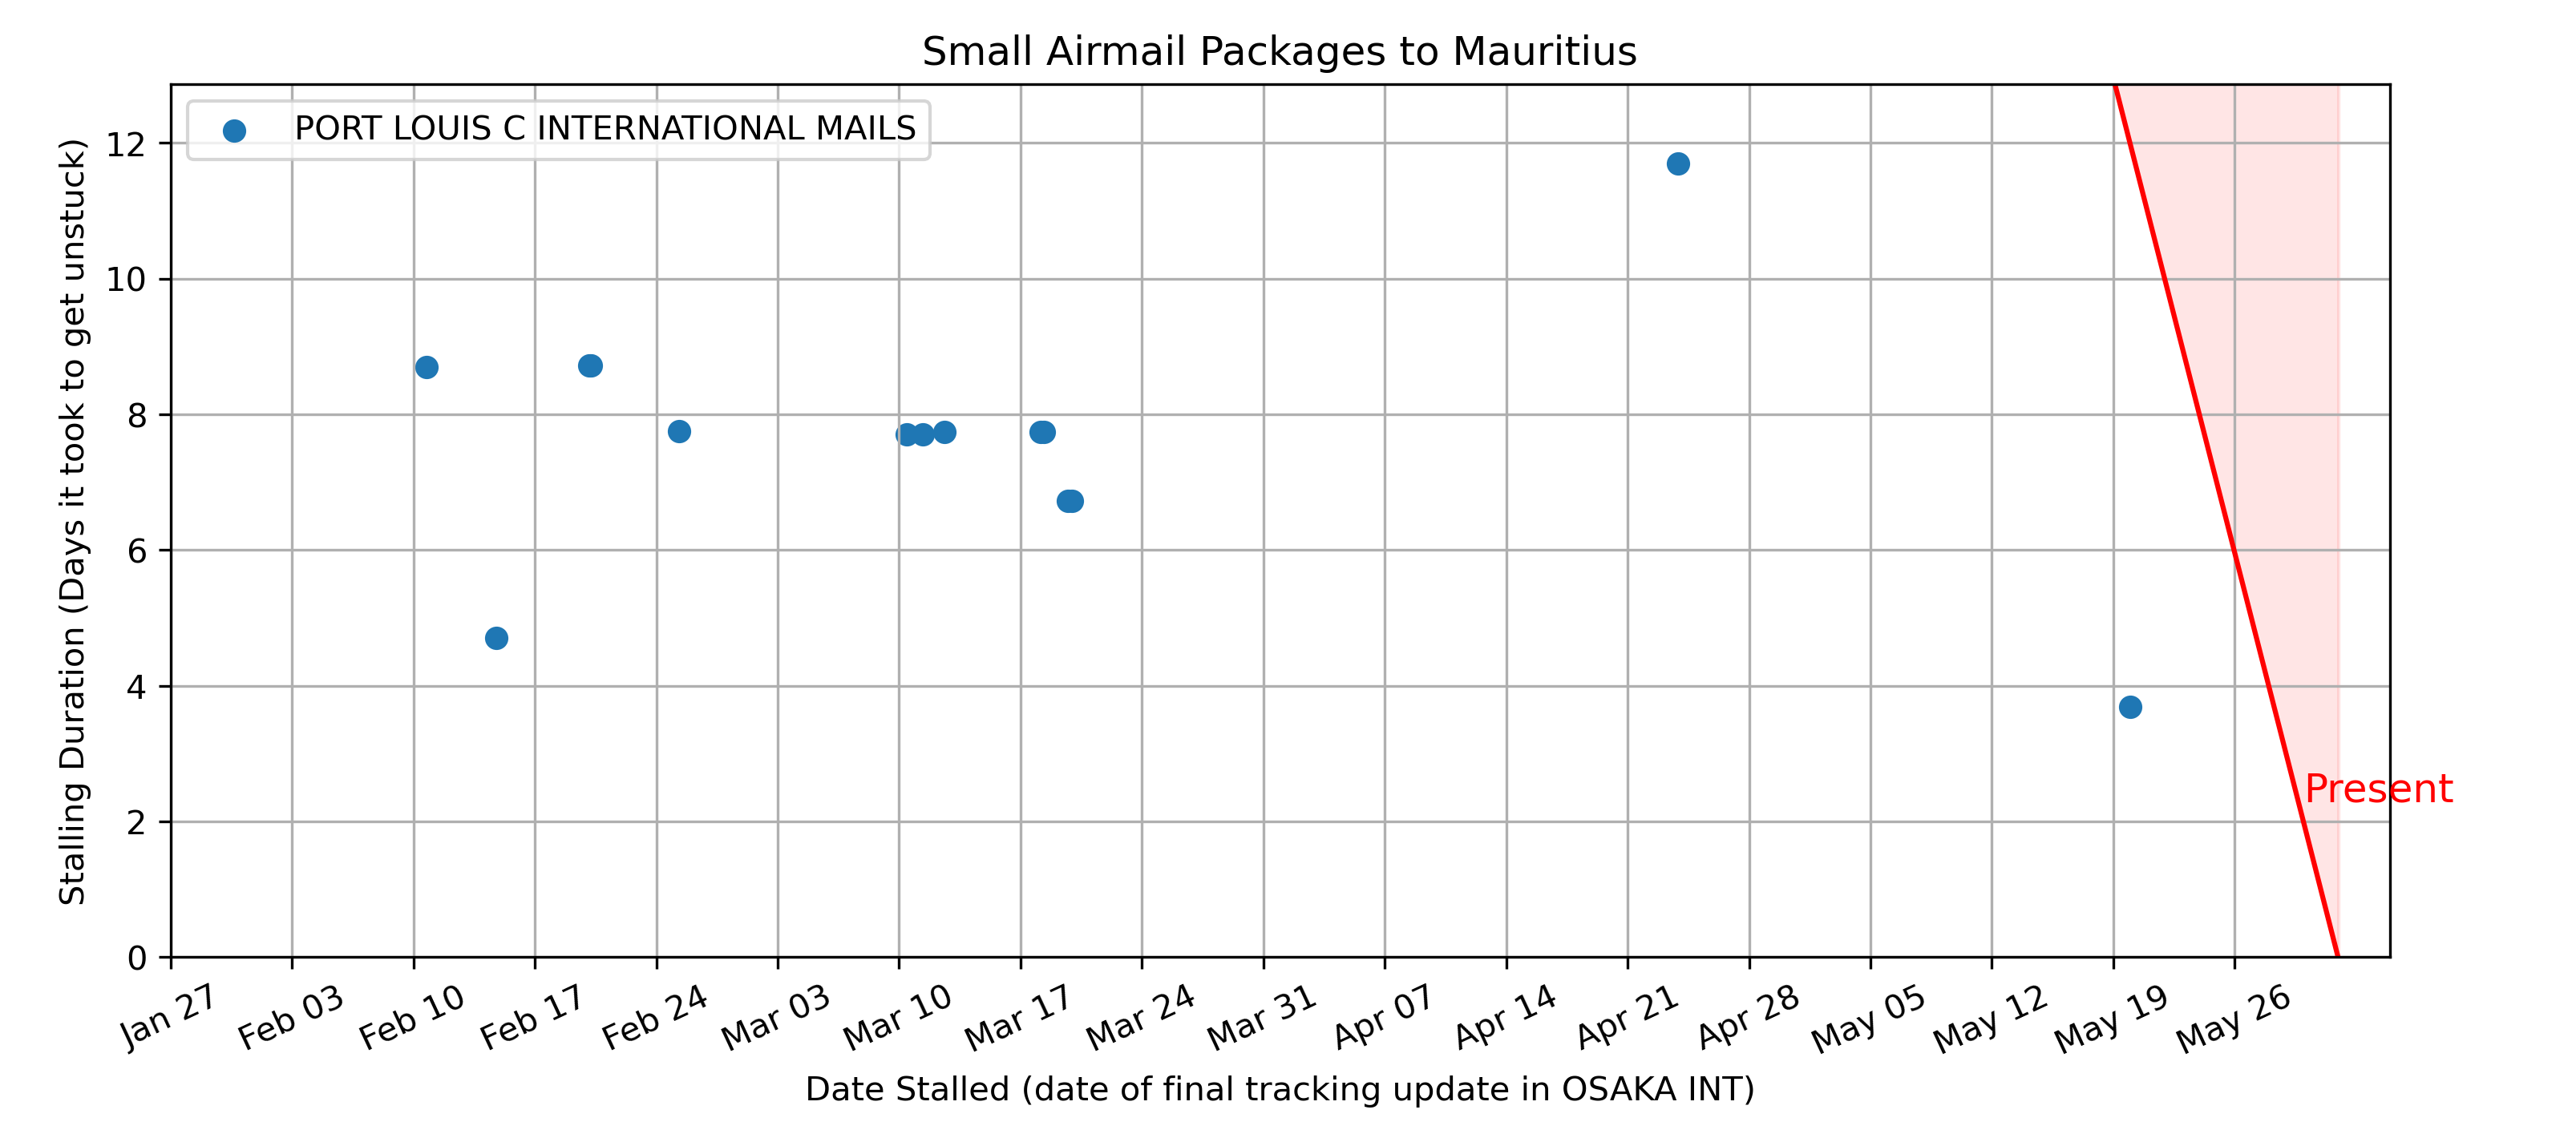 Small Airmail Packages to Mauritius
PORT LOUIS C INTERNATIONAL MAILS
Stalling Duration (Days it took to get unstuck)
12
10
8
6
4
2
0
Present
Jan 27
Feb 03
Feb 10
Feb 17
Feb 24
Mar 03
Mar 10
Mar 17
Mar 24
Mar 31
Apr 07
Apr 14
Apr 21
Apr 28
May 05
May 12
May 19
May 26
Date Stalled (date of final tracking update in OSAKA INT)